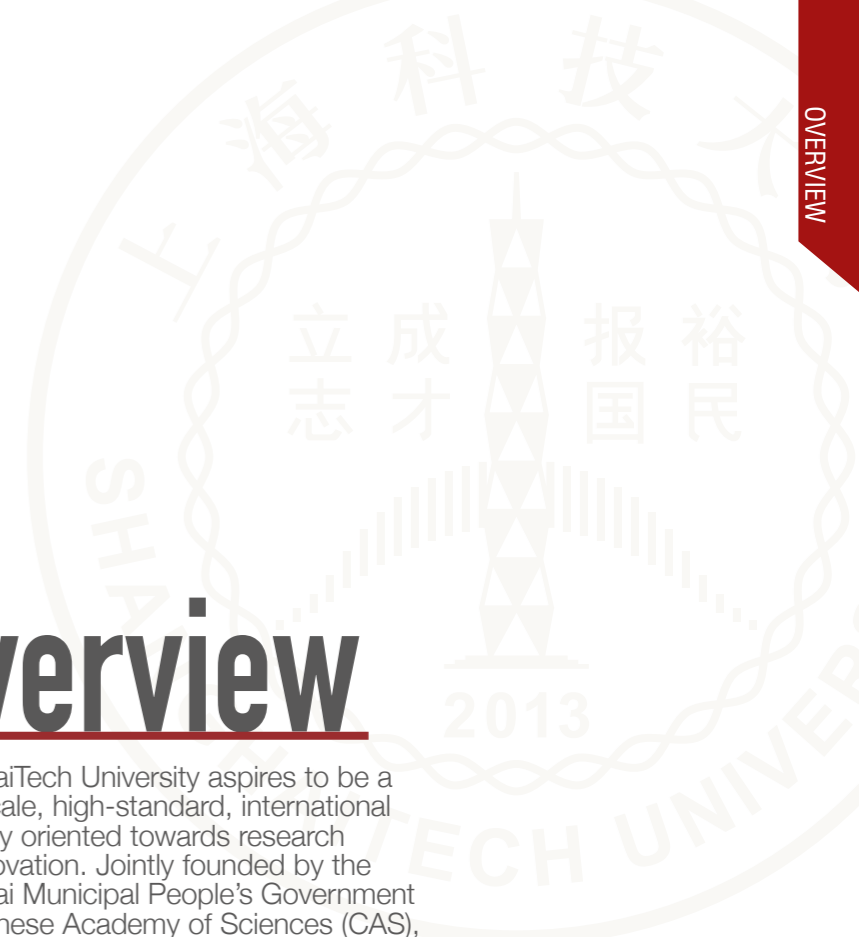 OVERVIEW
上海科技大
立 成 报 裕
志 才 国 民
SHANGHAITECH UNIVER
2013
verview
aiTech University aspires to be a
cale, high-standard, international
y oriented towards research
ovation. Jointly founded by the
ai Municipal People’s Government
nese Academy of Sciences (CAS),